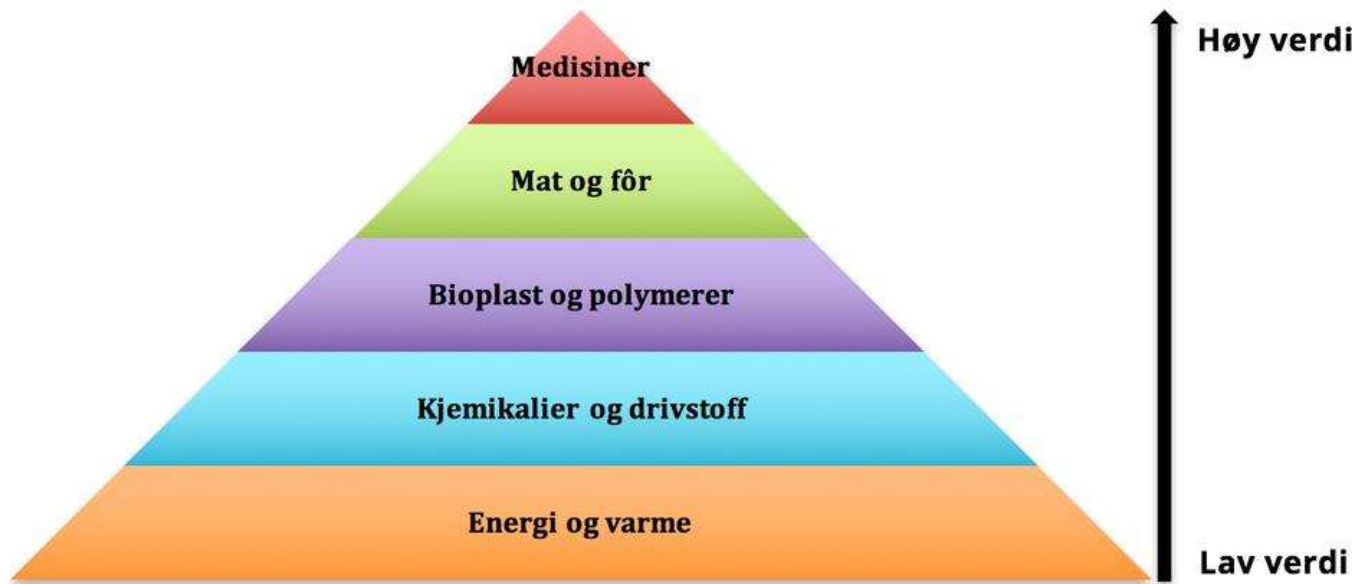 Medisiner
Høy verdi
Mat og fôr
Bioplast og polymerer
Kjemikalier og drivstoff
Energi og varme
Lav verdi